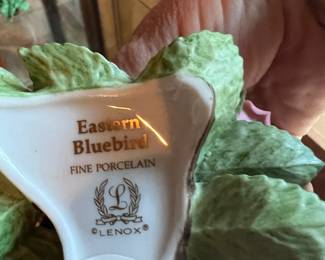 Eastern
Bluebird
FINE PORCELAIN
L
©LENOX®